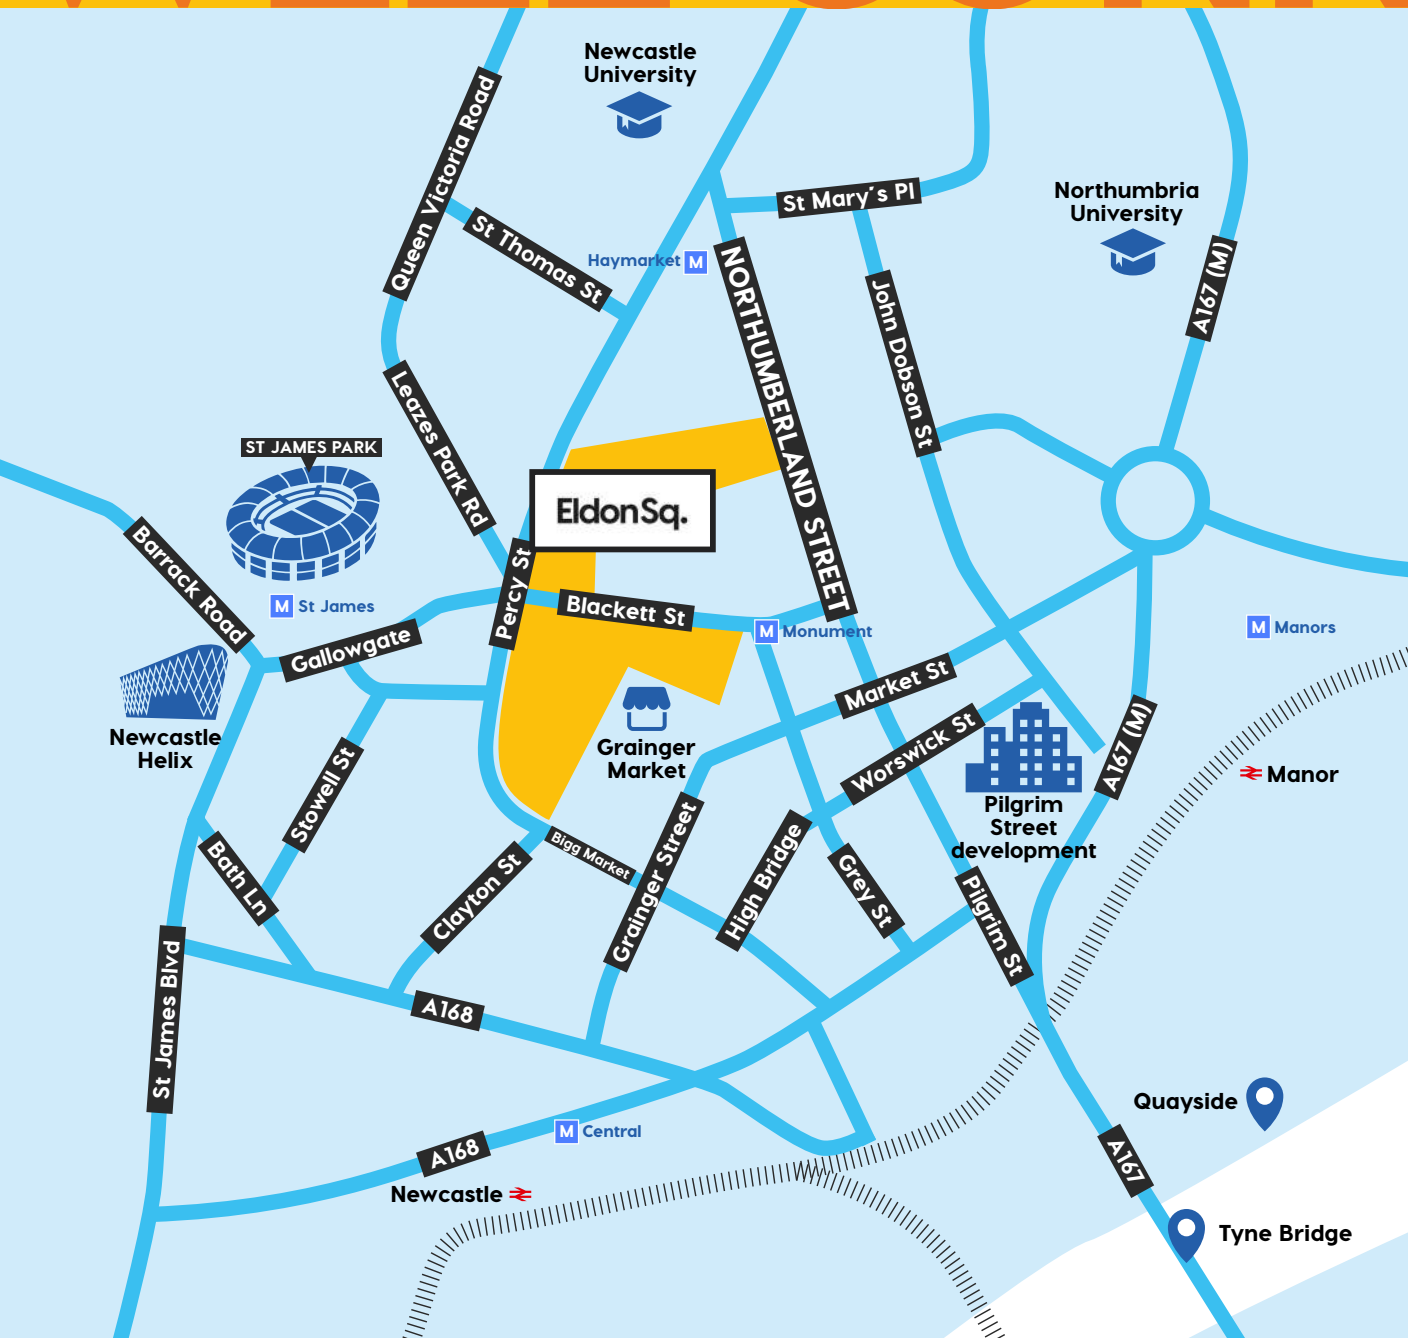 Newcastle
University
Queen Victoria Road
St Mary's Pl
Northumbria
University
St Thomas St
Haymarket M
NORTHUMBERLAND STREET
John Dobson St
A167 (M)
Leazes Park Rd
ST JAMES PARK
EldonSq.
Barrack Road
Percy St
M St James
Blackett St
M Monument
M Manors
Gallowgate
Market St
Newcastle
Helix
Grainger
Market
Worswick St
A167 (M)
Manor
Stowell St
Pilgrim
Street
development
Bigg Market
Grainger Street
High Bridge
Grey St
Bath Ln
Clayton St
Pilgrim St
St James Blvd
A168
Quayside
M Central
A168
A167
Newcastle
Tyne Bridge